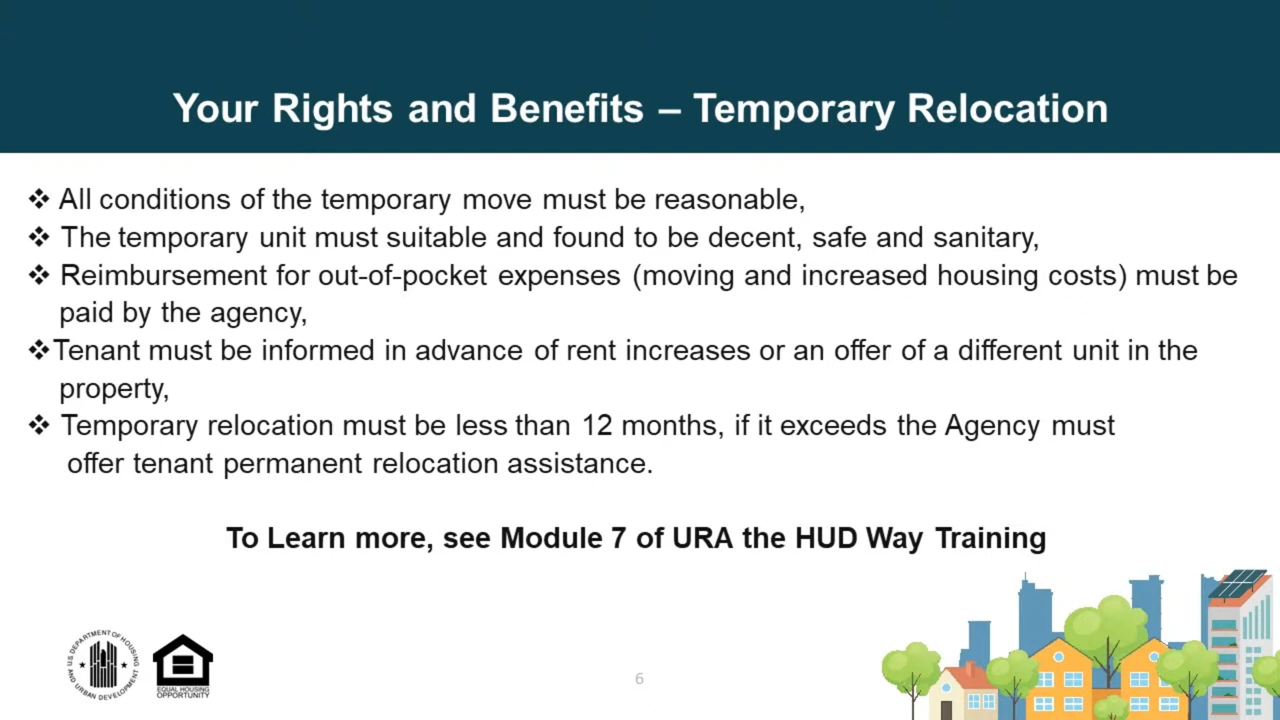 Your Rights and Benefits – Temporary Relocation
❖ All conditions of the temporary move must be reasonable,
❖ The temporary unit must suitable and found to be decent, safe and sanitary,
❖ Reimbursement for out-of-pocket expenses (moving and increased housing costs) must be
paid by the agency,
❖Tenant must be informed in advance of rent increases or an offer of a different unit in the
property,
❖ Temporary relocation must be less than 12 months, if it exceeds the Agency must
offer tenant permanent relocation assistance.
To Learn more, see Module 7 of URA the HUD Way Training
U.S. DEPARTMENT OF HOUSING
AND URBAN DEVELOPMENT
EQUAL HOUSING
OPPORTUNITY
6